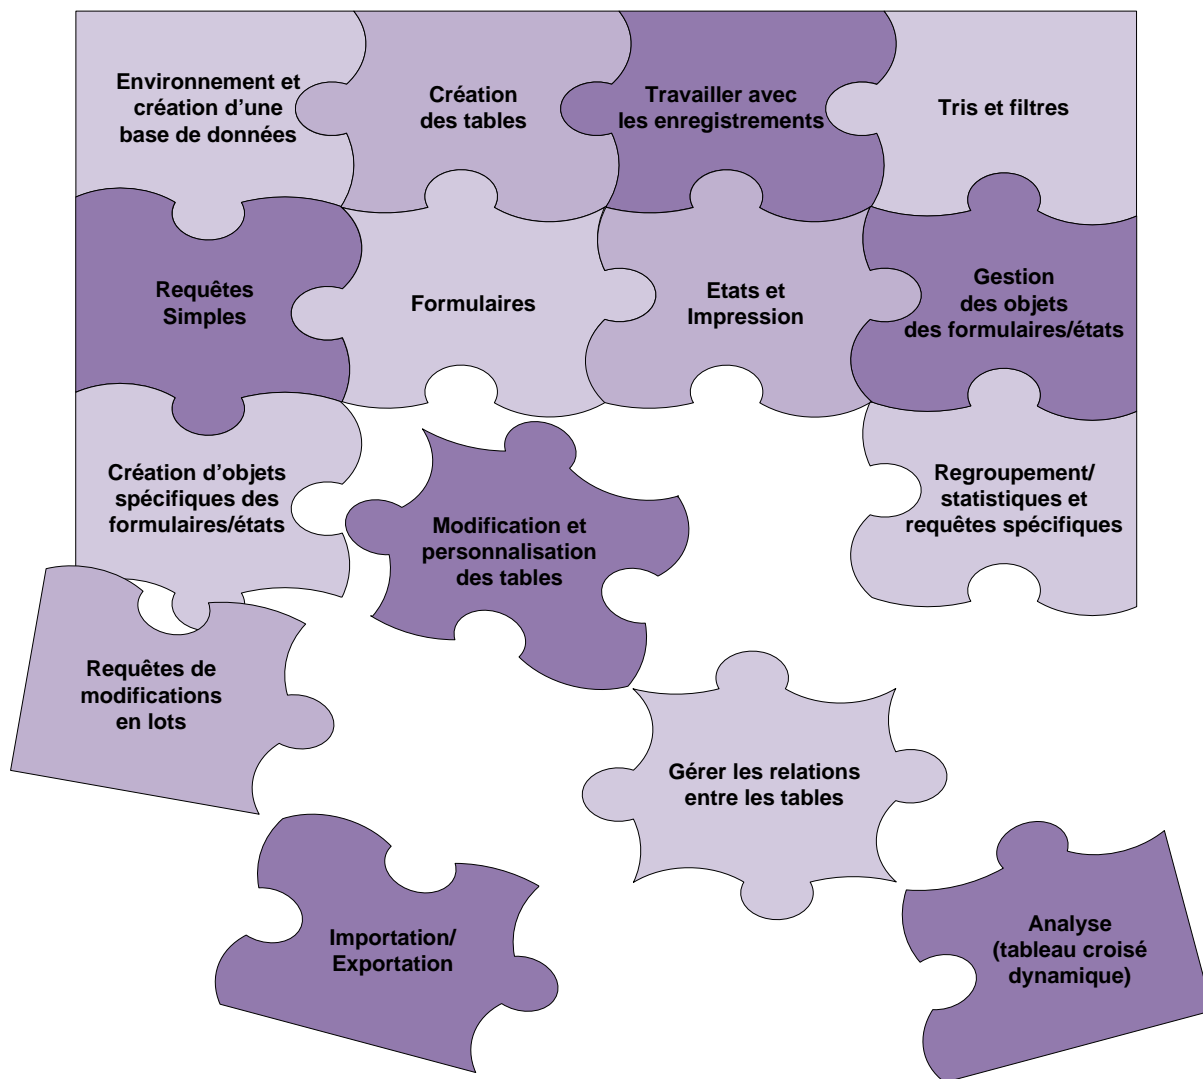 Environnement et
création d’une
base de données
Création
des tables
Travailler avec
les enregistrements
Tris et filtres
Requêtes
Simples
Formulaires
Etats et
Impression
Gestion
des objets
des formulaires/états
Création d’objets
spécifiques des
formulaires/états
Modification et
personnalisation
des tables
Regroupement/
statistiques et
requêtes spécifiques
Requêtes de
modifications
en lots
Gérer les relations
entre les tables
Importation/
Exportation
Analyse
(tableau croisé
dynamique)